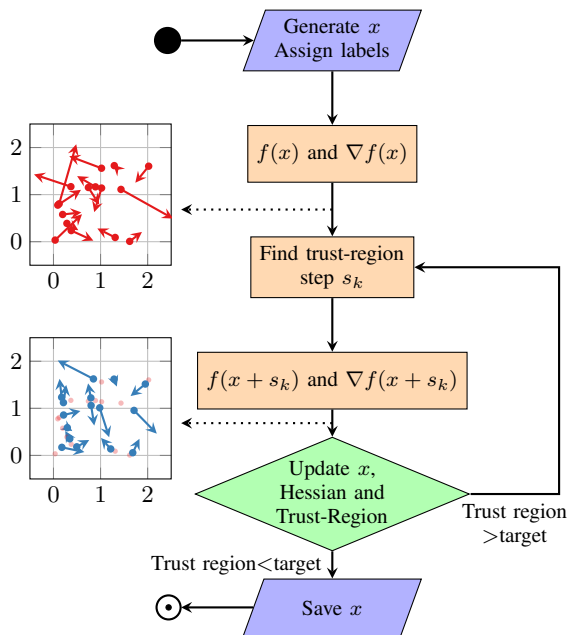 Generate x
Assign labels
f(x) and ∇f(x)
2
1
0
0 1 2
Find trust-region
step s_k
f(x + s_k) and ∇f(x + s_k)
2
1
0
0 1 2
Update x,
Hessian and
Trust-Region
Trust region
>target
Trust region<target
Save x